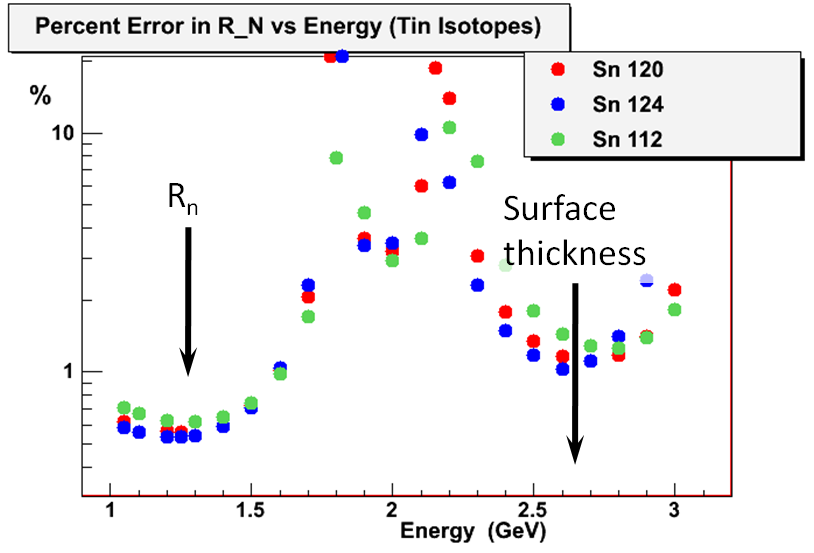 Percent Error in R_N vs Energy (Tin Isotopes)
%
Sn 120
Sn 124
Sn 112
10
1
Rn
Surface
thickness
1
1.5
2
2.5
3
Energy (GeV)